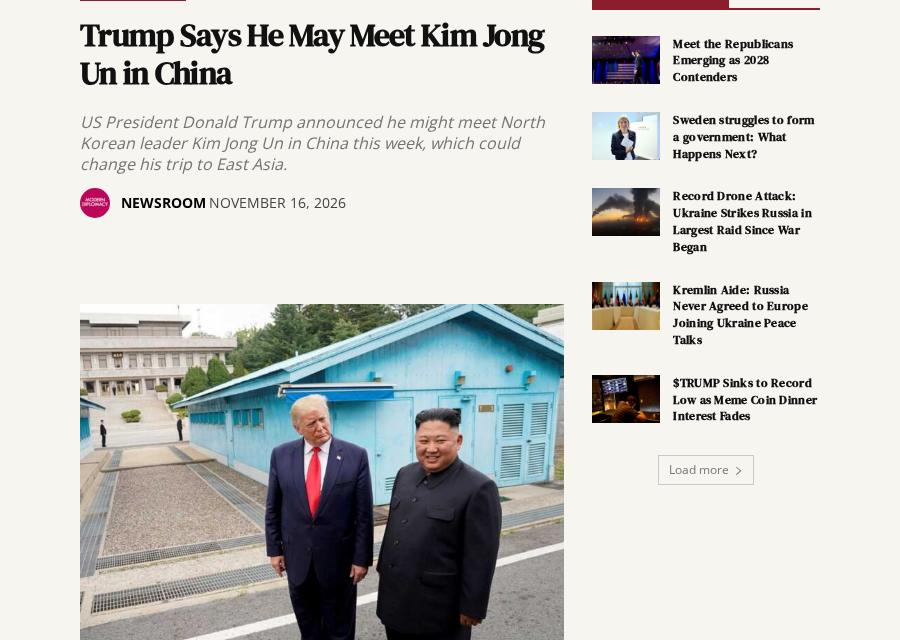 Trump Says He May Meet Kim Jong
Un in China
US President Donald Trump announced he might meet North
Korean leader Kim Jong Un in China this week, which could
change his trip to East Asia.
MODERN
DIPLOMACY
NEWSROOM NOVEMBER 16, 2026
Meet the Republicans
Emerging as 2028
Contenders
Sweden struggles to form
a government: What
Happens Next?
Record Drone Attack:
Ukraine Strikes Russia in
Largest Raid Since War
Began
Kremlin Aide: Russia
Never Agreed to Europe
Joining Ukraine Peace
Talks
$TRUMP Sinks to Record
Low as Meme Coin Dinner
Interest Fades
Load more